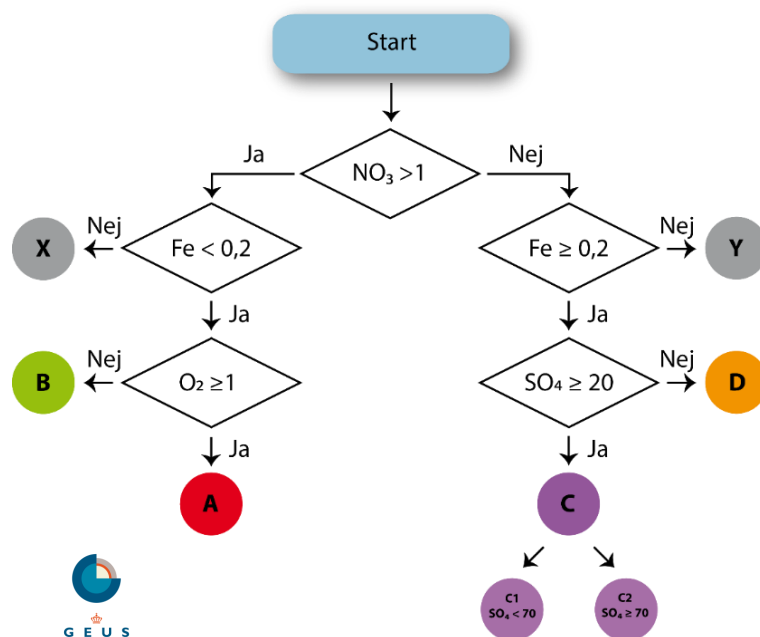 Start
Ja
NO₃ >1
Nej
X
Nej
Fe < 0,2
Fe ≥ 0,2
Nej
Y
Ja
Ja
B
Nej
O₂ ≥1
SO₄ ≥ 20
Nej
D
Ja
Ja
A
C
C1
SO₄ < 70
C2
SO₄ ≥ 70
G E U S